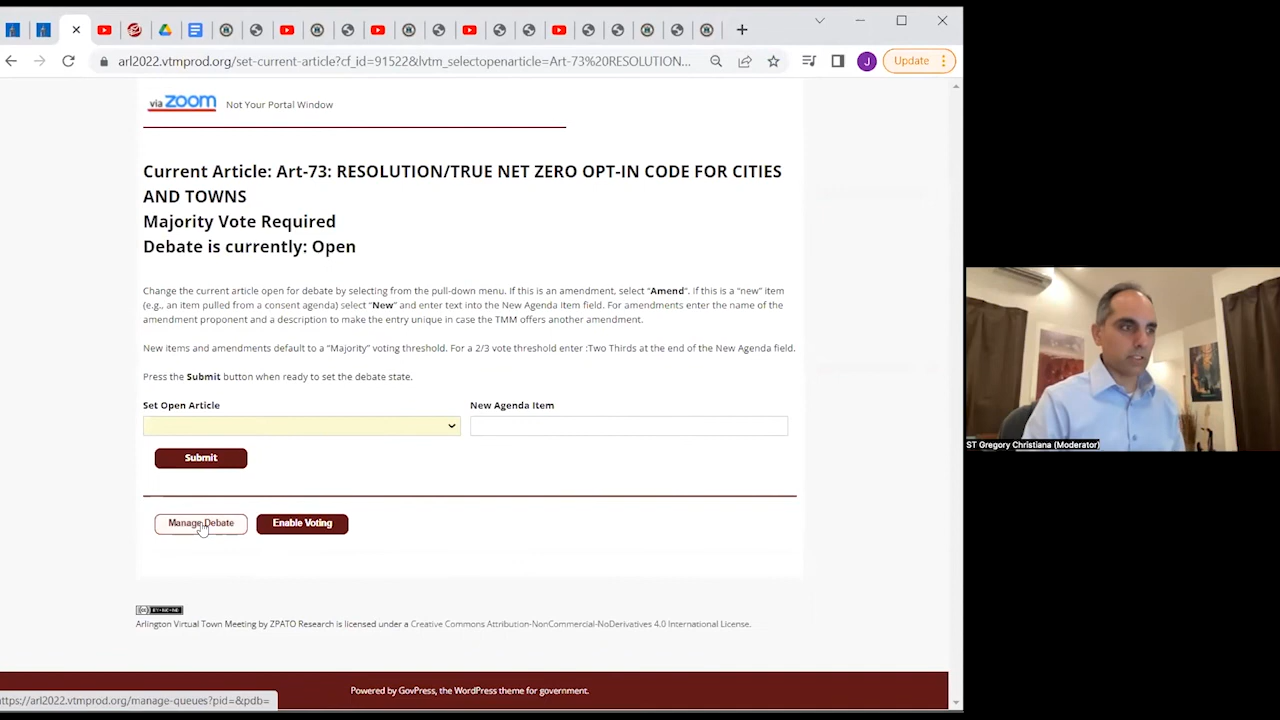 Update
arl2022.vtmprod.org/set-current-article?cf_id=91522&lvtm_selectopenarticle=Art-73%20RESOLUTION...
J
via zoom
Not Your Portal Window
Current Article: Art-73: RESOLUTION/TRUE NET ZERO OPT-IN CODE FOR CITIES
AND TOWNS
Majority Vote Required
Debate is currently: Open
Change the current article open for debate by selecting from the pull-down menu. If this is an amendment, select "Amend". If this is a "new" item
(e.g., an item pulled from a consent agenda) select "New" and enter text into the New Agenda Item field. For amendments enter the name of the
amendment proponent and a description to make the entry unique in case the TMM offers another amendment.
New items and amendments default to a "Majority" voting threshold. For a 2/3 vote threshold enter :Two Thirds at the end of the New Agenda field.
Press the Submit button when ready to set the debate state.
Set Open Article
New Agenda Item
Submit
Manage Debate
Enable Voting
ST Gregory Christiana (Moderator)
BY-NC-ND
Arlington Virtual Town Meeting by ZPATO Research is licensed under a Creative Commons Attribution-NonCommercial-NoDerivatives 4.0 International License.
Powered by GovPress, the WordPress theme for government.
https://arl2022.vtmprod.org/manage-queues?pid=&pdb=